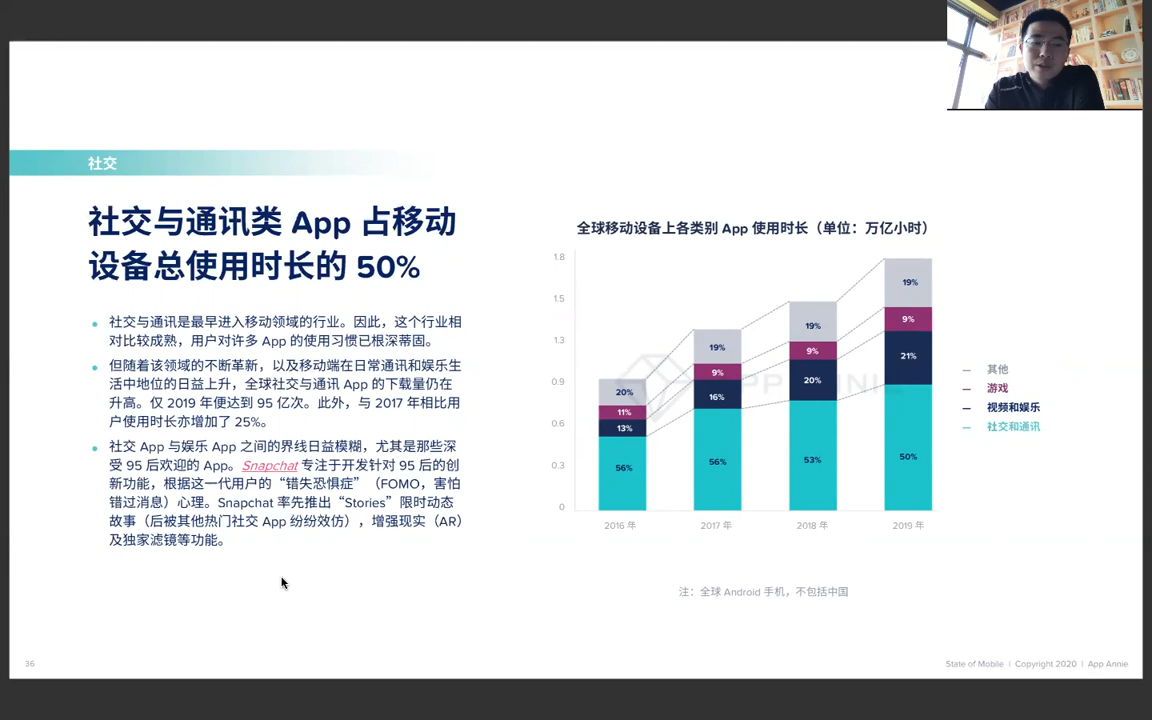 社交
社交与通讯类 App 占移动
设备总使用时长的 50%
社交与通讯是最早进入移动领域的行业。因此，这个行业相
对比较成熟，用户对许多 App 的使用习惯已根深蒂固。
但随着该领域的不断革新，以及移动端在日常通讯和娱乐生
活中地位的日益上升，全球社交与通讯 App 的下载量仍在
升高。仅 2019 年便达到 95 亿次。此外，与 2017 年相比用
户使用时长亦增加了 25%。
社交 App 与娱乐 App 之间的界线日益模糊，尤其是那些深
受 95 后欢迎的 App。Snapchat 专注于开发针对 95 后的创
新功能，根据这一代用户的“错失恐惧症”（FOMO，害怕
错过消息）心理。Snapchat 率先推出“Stories”限时动态
故事（后被其他热门社交 App 纷纷效仿），增强现实（AR）
及独家滤镜等功能。
全球移动设备上各类别 App 使用时长（单位：万亿小时）
1.8
1.5
1.3
0.9
0.6
0.3
0
20%
11%
13%
56%
2016 年
19%
9%
16%
56%
2017 年
19%
9%
20%
53%
2018 年
19%
9%
21%
50%
2019 年
APP ANNIE
其他
游戏
视频和娱乐
社交和通讯
注：全球 Android 手机，不包括中国
36
State of Mobile | Copyright 2020 | App Annie